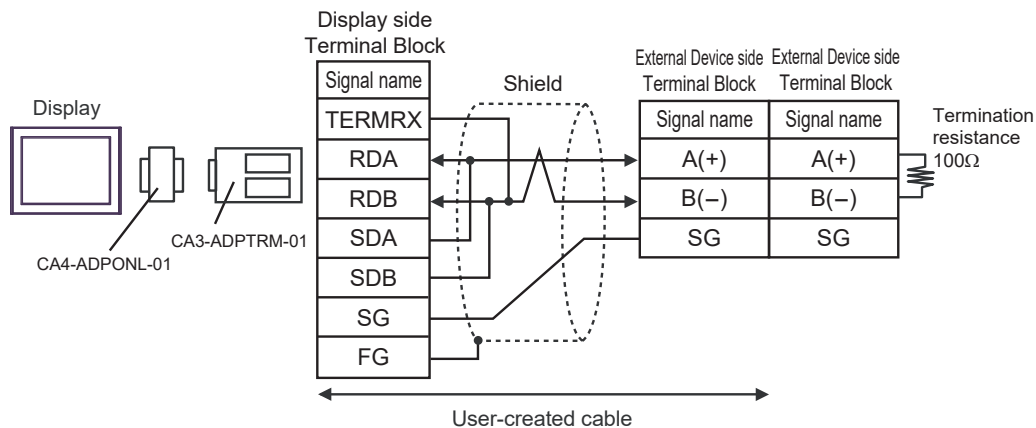 Display side
Terminal Block
Signal name
TERMRX
RDA
RDB
SDA
SDB
SG
FG
Display
CA4-ADPONL-01
CA3-ADPTRM-01
Shield
External Device side
Terminal Block
Signal name
A(+)
B(−)
SG
External Device side
Terminal Block
Signal name
A(+)
B(−)
SG
Termination
resistance
100Ω
User-created cable